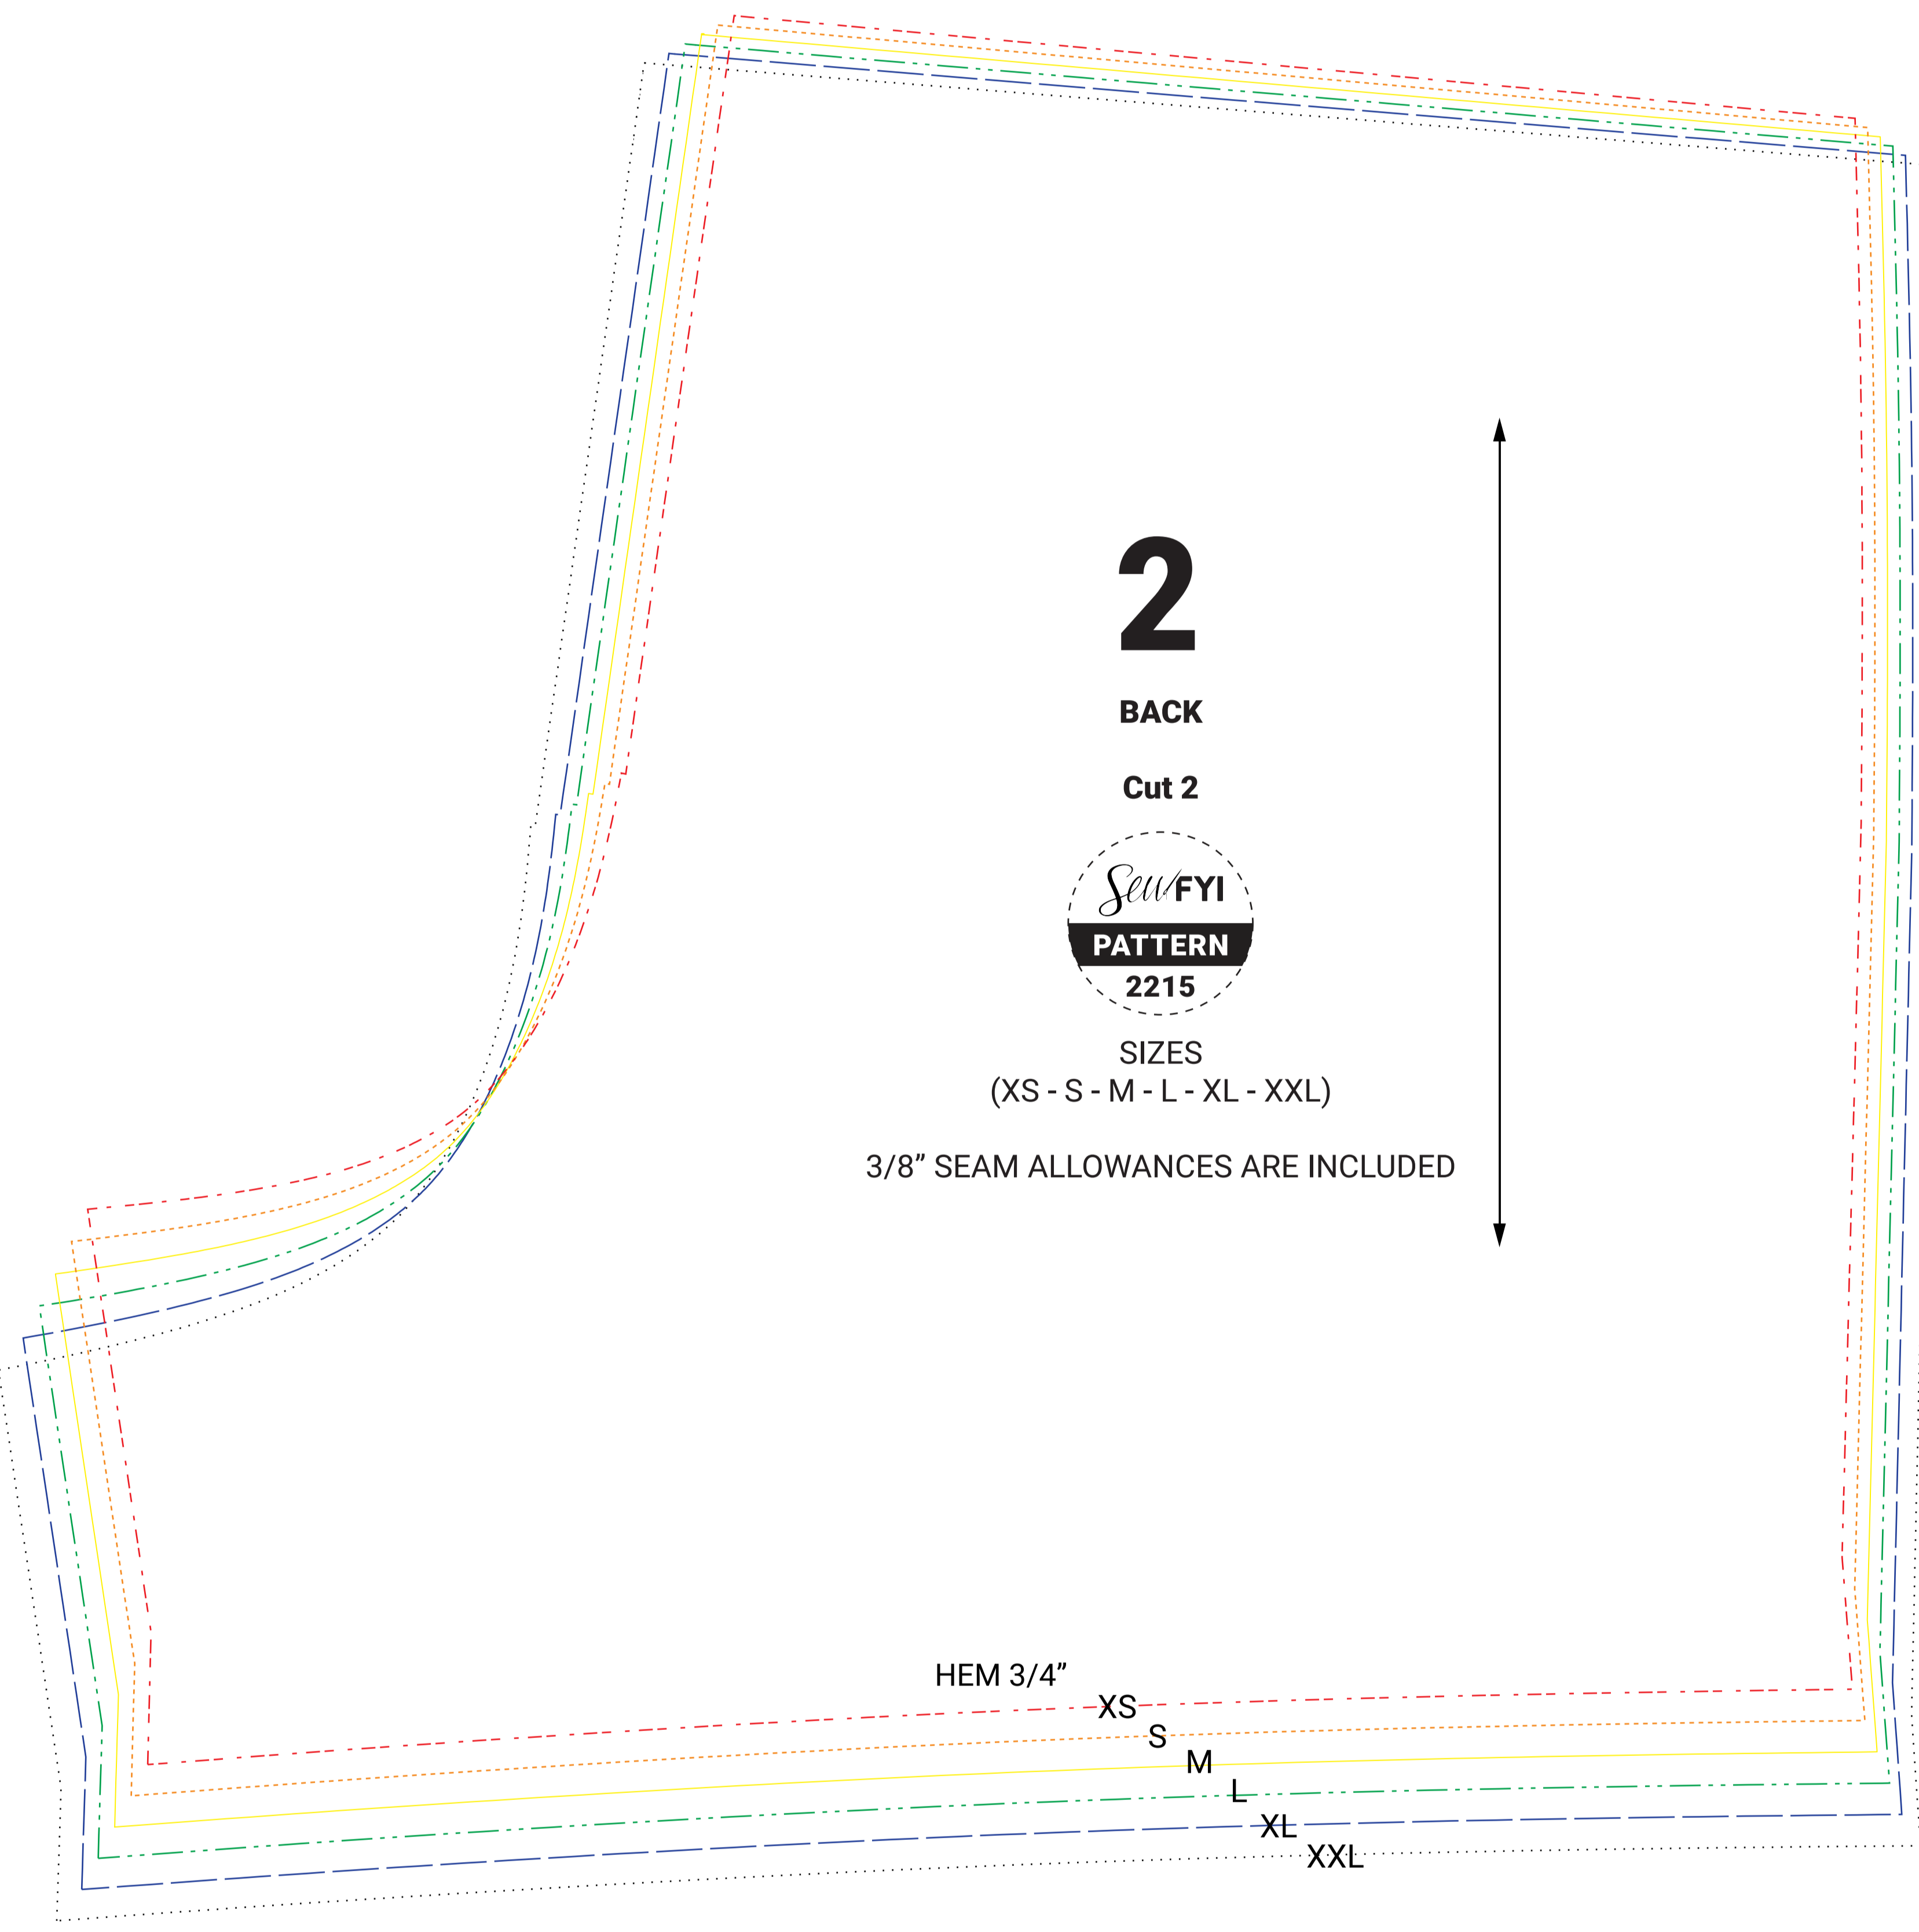 2
BACK
Cut 2
Sew FYI
PATTERN
2215
SIZES
(XS - S - M - L - XL - XXL)
3/8” SEAM ALLOWANCES ARE INCLUDED
HEM 3/4”
XS
S
M
L
XL
XXL